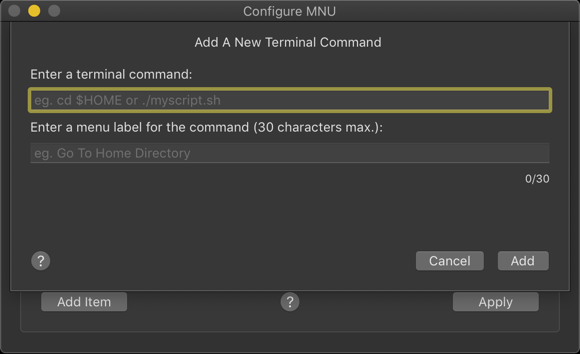 Configure MNU
Add A New Terminal Command
Enter a terminal command:
eg. cd $HOME or ./myscript.sh
Enter a menu label for the command (30 characters max.):
eg. Go To Home Directory
0/30
? Cancel Add
Add Item ? Apply